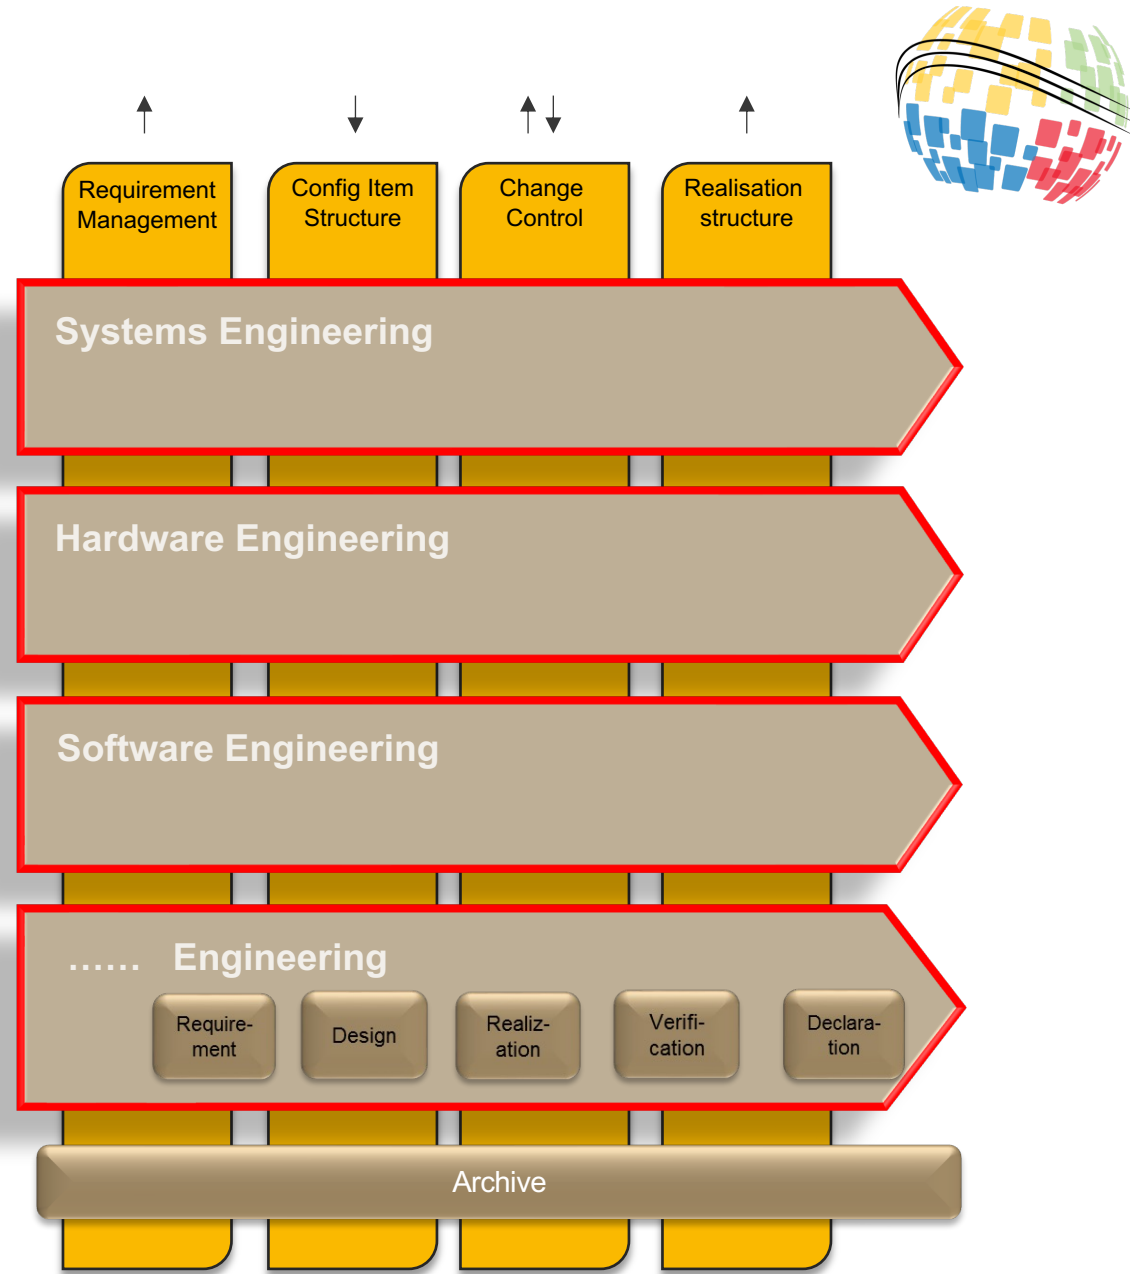 Requirement
Management
Config Item
Structure
Change
Control
Realisation
structure
Systems Engineering
Hardware Engineering
Software Engineering
...... Engineering
Require-
ment
Design
Realiz-
ation
Verifi-
cation
Declara-
tion
Archive